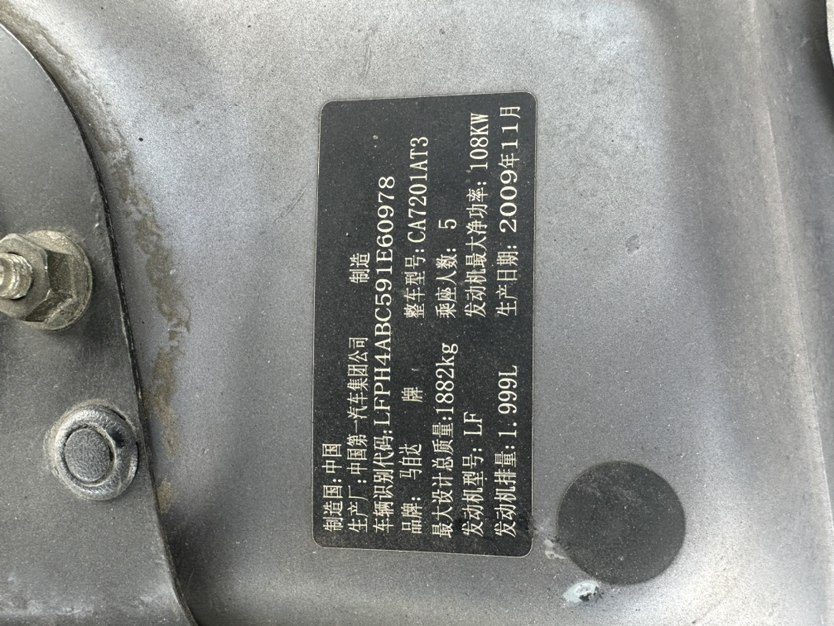 制造国:中国
生产厂:中国第一汽车集团公司 制造
车辆识别代码:LFPH4ABC591E60978
品牌: 马自达 牌 整车型号:CA7201AT3
最大设计总质量:1882kg 乘座人数: 5
发动机型号: LF 发动机最大净功率: 108KW
发动机排量: 1.999L 生产日期: 2009年11月